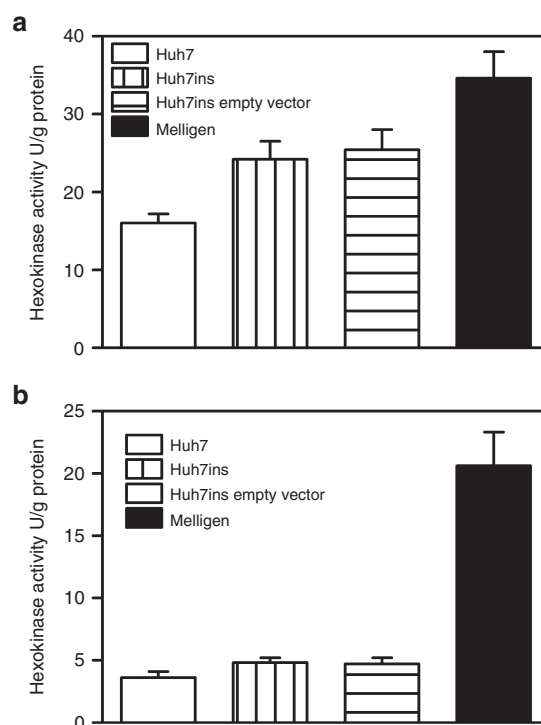 a
Hexokinase activity U/g protein
40
30
20
10
0
Huh7
Huh7ins
Huh7ins empty vector
Melligen
b
Hexokinase activity U/g protein
25
20
15
10
5
0
Huh7
Huh7ins
Huh7ins empty vector
Melligen